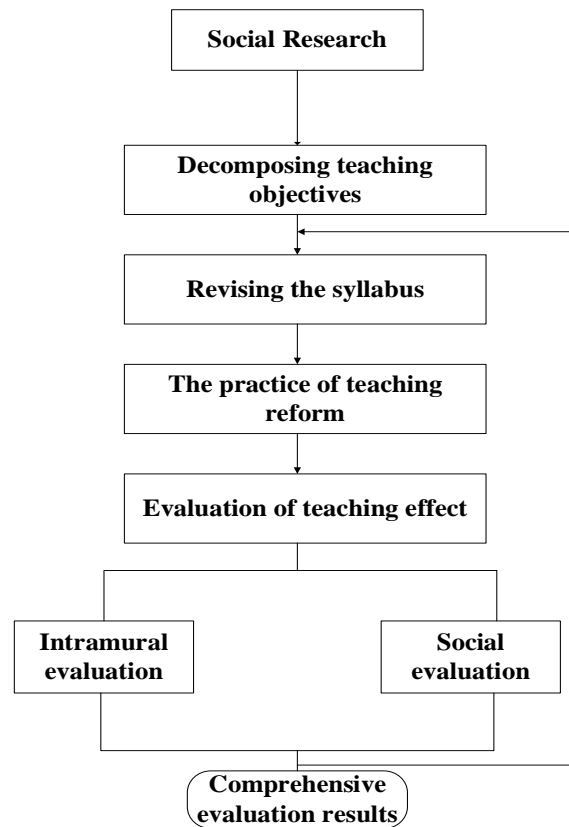 Social Research
Decomposing teaching
objectives
Revising the syllabus
The practice of teaching
reform
Evaluation of teaching effect
Intramural
evaluation
Social
evaluation
Comprehensive
evaluation results